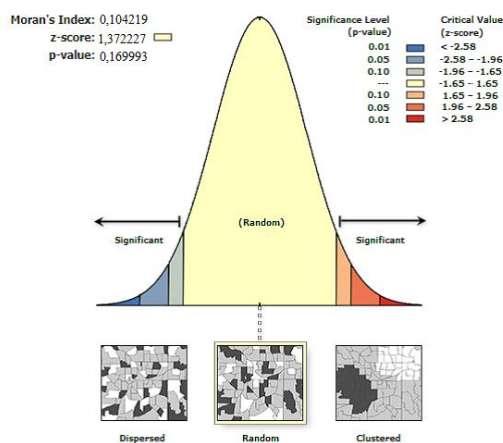 Moran's Index: 0,104219
z-score: 1,372227
p-value: 0,169993
Significance Level
(p-value)
Critical Value
(z-score)
0.01 < -2.58
0.05 -2.58 – -1.96
0.10 -1.96 – -1.65
--- -1.65 – 1.65
0.10 1.65 – 1.96
0.05 1.96 – 2.58
0.01 > 2.58
(Random)
Significant
Significant
Dispersed
Random
Clustered